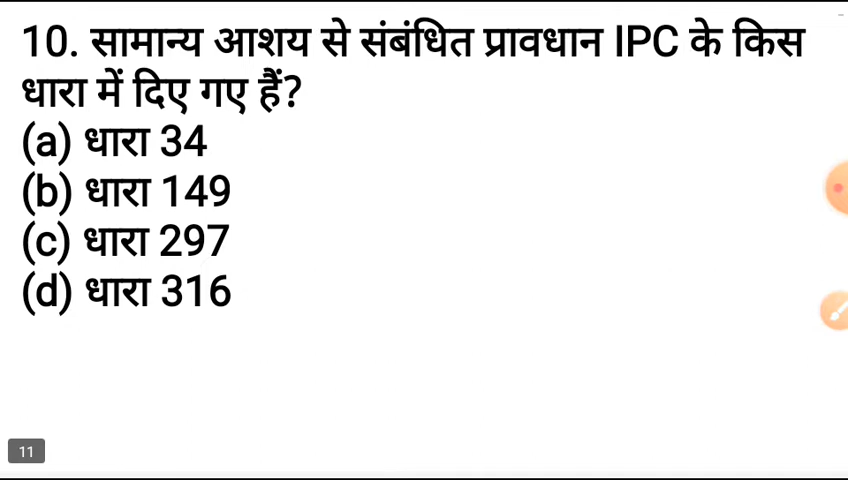 10. सामान्य आशय से संबंधित प्रावधान IPC के किस
धारा में दिए गए हैं?
(a) धारा 34
(b) धारा 149
(c) धारा 297
(d) धारा 316
11